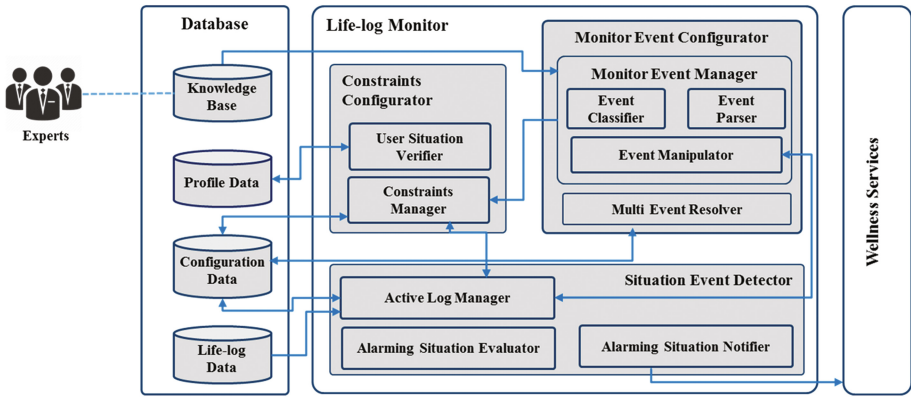 Experts
Database
Knowledge
Base
Profile Data
Configuration
Data
Life-log
Data
Life-log Monitor
Constraints
Configurator
User Situation
Verifier
Constraints
Manager
Monitor Event Configurator
Monitor Event Manager
Event
Classifier
Event
Parser
Event Manipulator
Multi Event Resolver
Situation Event Detector
Active Log Manager
Alarming Situation Evaluator
Alarming Situation Notifier
Wellness Services